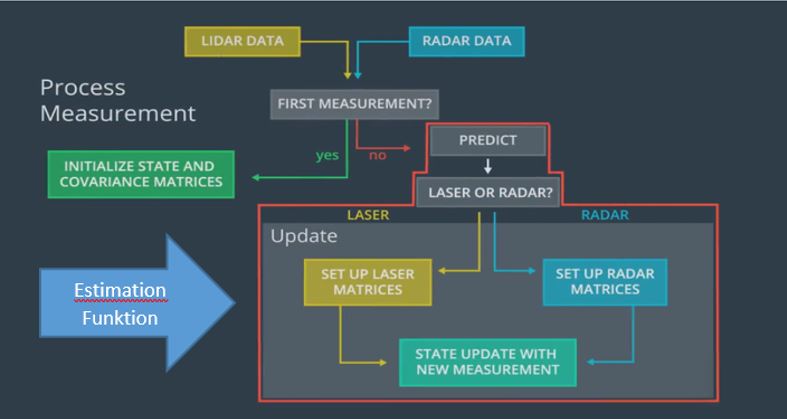 LIDAR DATA
RADAR DATA
Process
Measurement
FIRST MEASUREMENT?
yes
no
PREDICT
INITIALIZE STATE AND
COVARIANCE MATRICES
LASER OR RADAR?
LASER
RADAR
Update
SET UP LASER
MATRICES
SET UP RADAR
MATRICES
Estimation
Funktion
STATE UPDATE WITH
NEW MEASUREMENT